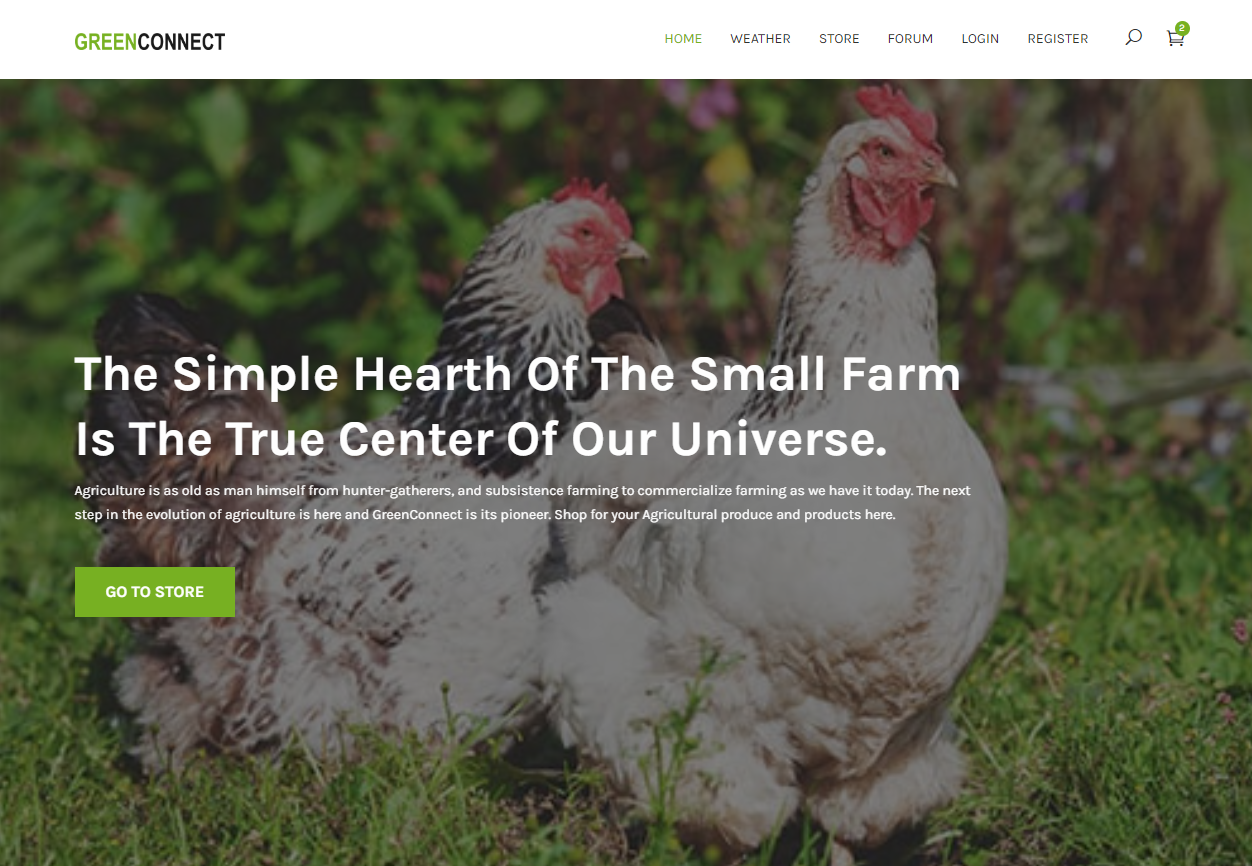 GREENCONNECT
HOME WEATHER STORE FORUM LOGIN REGISTER 2
The Simple Hearth Of The Small Farm
Is The True Center Of Our Universe.
Agriculture is as old as man himself from hunter-gatherers, and subsistence farming to commercialize farming as we have it today. The next
step in the evolution of agriculture is here and GreenConnect is its pioneer. Shop for your Agricultural produce and products here.
GO TO STORE